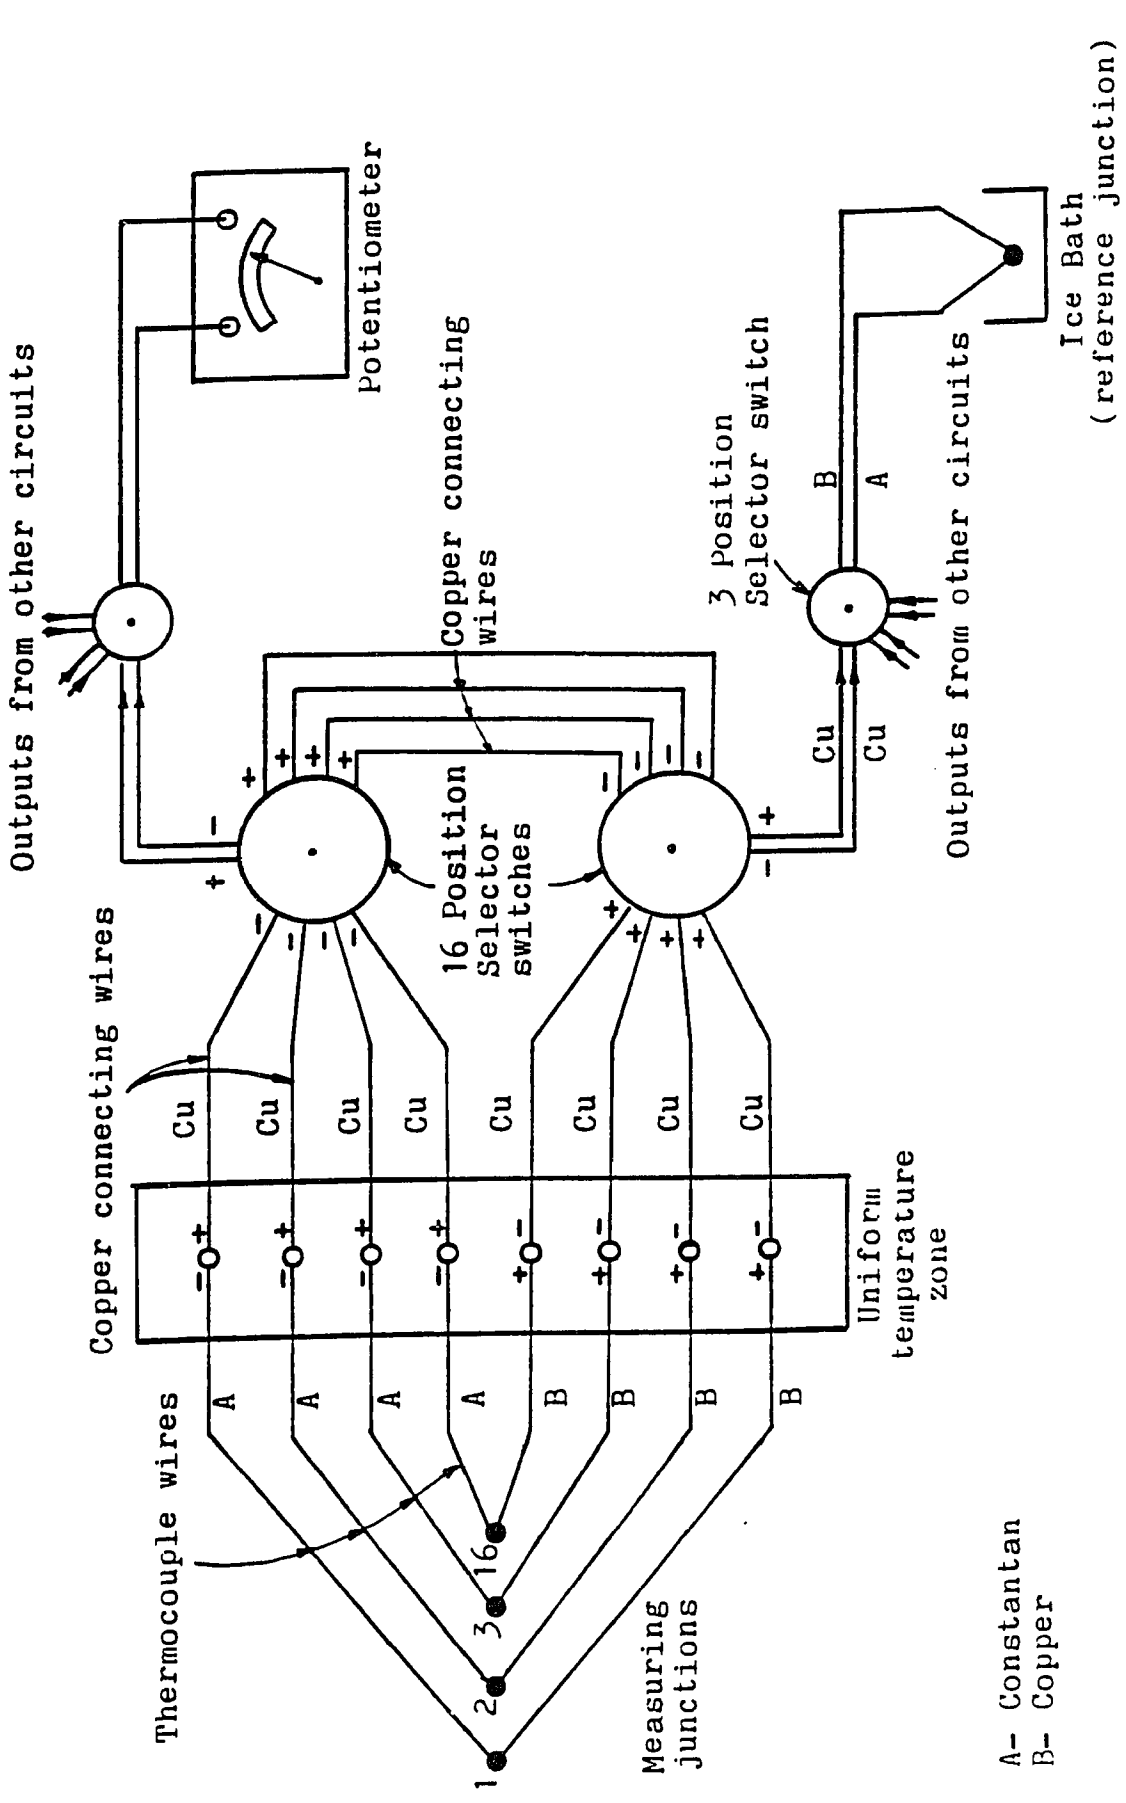 Outputs from other circuits
Potentiometer
Copper connecting
wires
3 Position
Selector switch
B
A
Ice Bath
(reference junction)
Outputs from other circuits
Cu
Cu
16 Position
Selector
switches
+
-
+
+
+
+
-
-
-
-
-
-
-
-
+
+
+
+
+
-
Copper connecting wires
Cu
Cu
Cu
Cu
Cu
Cu
Cu
Cu
- +
- +
- +
- +
+ -
+ -
+ -
+ -
Uniform
temperature
zone
Thermocouple wires
A
A
A
A
B
B
B
B
1
2
3
16
Measuring
junctions
A- Constantan
B- Copper